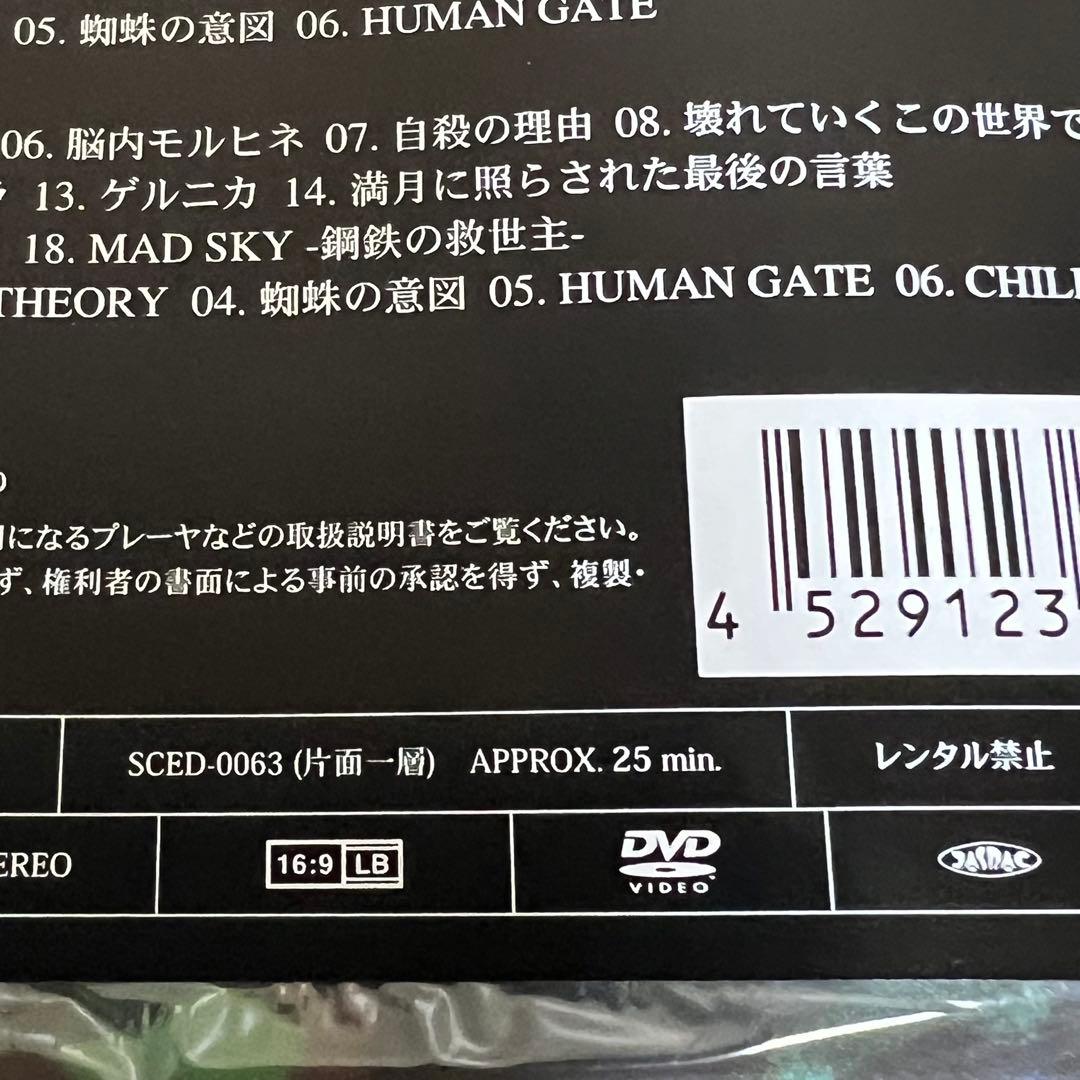 05. 蜘蛛の意図 06. HUMAN GATE
06. 脳内モルヒネ 07. 自殺の理由 08. 壊れていくこの世界で
13. ゲルニカ 14. 満月に照らされた最後の言葉
18. MAD SKY -鋼鉄の救世主-
THEORY 04. 蜘蛛の意図 05. HUMAN GATE 06. CHIL
になるプレーヤなどの取扱説明書をご覧ください。
ず、権利者の書面による事前の承認を得ず、複製・
4 529123
SCED-0063 (片面一層) APPROX. 25 min. レンタル禁止
EREO 16:9 LB DVD VIDEO JASRAC